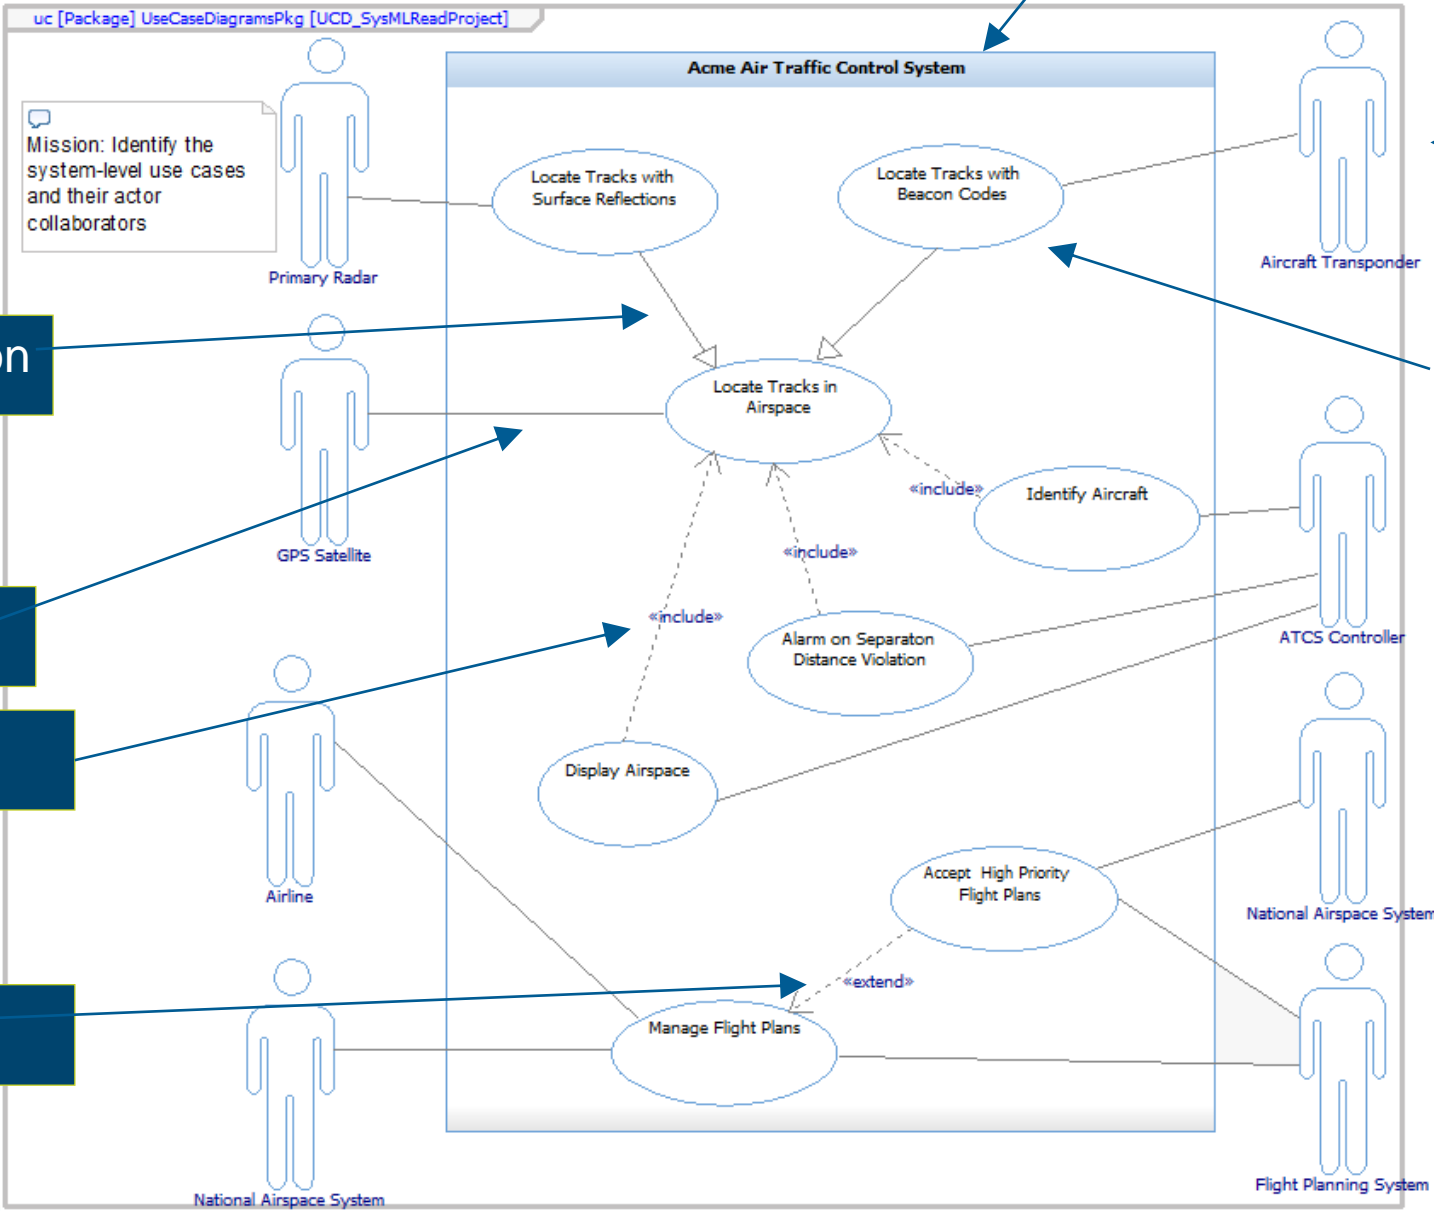 uc [Package] UseCaseDiagramsPkg [UCD_SysMLReadProject]
Acme Air Traffic Control System
Mission: Identify the
system-level use cases
and their actor
collaborators
Locate Tracks with
Surface Reflections
Locate Tracks with
Beacon Codes
Primary Radar
Aircraft Transponder
on
Locate Tracks in
Airspace
«include»
Identify Aircraft
GPS Satellite
«include»
«include»
Alarm on Separaton
Distance Violation
ATCS Controller
Display Airspace
Airline
Accept High Priority
Flight Plans
National Airspace System
«extend»
Manage Flight Plans
Flight Planning System
National Airspace System